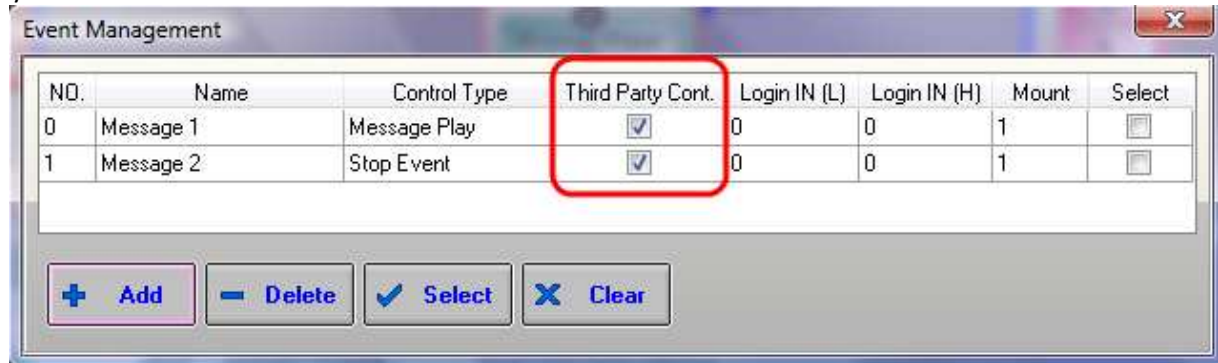 Event Management
NO. Name Control Type Third Party Cont. Login IN (L) Login IN (H) Mount Select
0 Message 1 Message Play 0 0 1
1 Message 2 Stop Event 0 0 1
Add Delete Select Clear